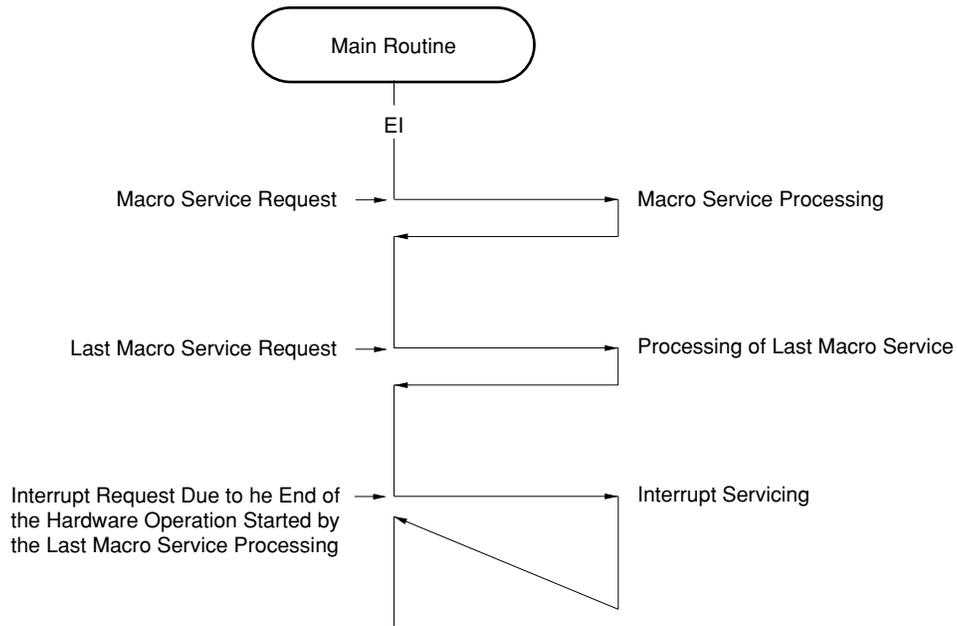 Main Routine
EI
Macro Service Request
Macro Service Processing
Last Macro Service Request
Processing of Last Macro Service
Interrupt Request Due to he End of
the Hardware Operation Started by
the Last Macro Service Processing
Interrupt Servicing